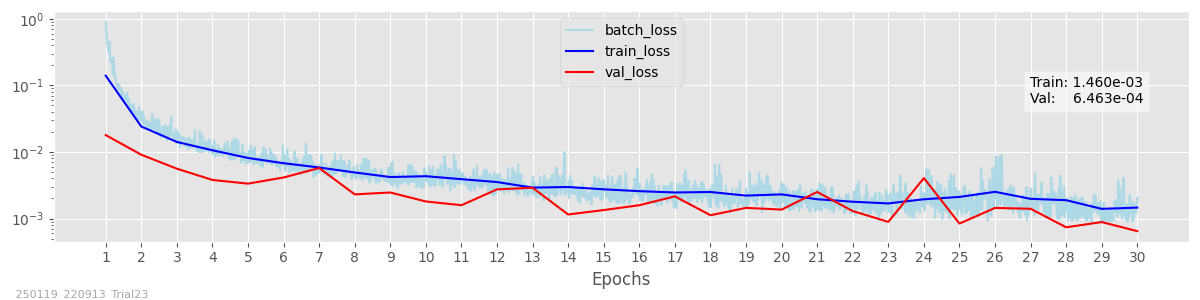 10⁰
10⁻¹
10⁻²
10⁻³
batch_loss
train_loss
val_loss
Train: 1.460e-03
Val: 6.463e-04
1 2 3 4 5 6 7 8 9 10 11 12 13 14 15 16 17 18 19 20 21 22 23 24 25 26 27 28 29 30
Epochs
250119_220913_Trial23